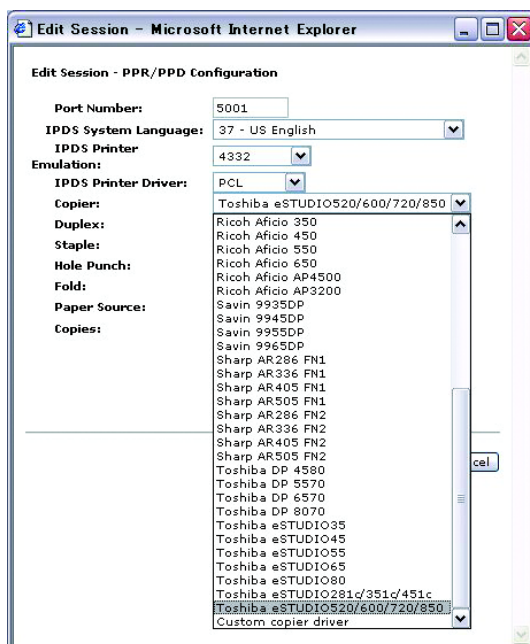 Edit Session - Microsoft Internet Explorer
Edit Session - PPR/PPD Configuration
Port Number: 5001
IPDS System Language: 37 - US English
IPDS Printer
Emulation: 4332
IPDS Printer Driver: PCL
Copier: Toshiba eSTUDIO520/600/720/850
Duplex:
Staple:
Hole Punch:
Fold:
Paper Source:
Copies:
Ricoh Aficio 350
Ricoh Aficio 450
Ricoh Aficio 550
Ricoh Aficio 650
Ricoh Aficio AP4500
Ricoh Aficio AP3200
Savin 9935DP
Savin 9945DP
Savin 9955DP
Savin 9965DP
Sharp AR286 FN1
Sharp AR336 FN1
Sharp AR405 FN1
Sharp AR505 FN1
Sharp AR286 FN2
Sharp AR336 FN2
Sharp AR405 FN2
Sharp AR505 FN2
Toshiba DP 4580
Toshiba DP 5570
Toshiba DP 6570
Toshiba DP 8070
Toshiba eSTUDIO35
Toshiba eSTUDIO45
Toshiba eSTUDIO55
Toshiba eSTUDIO65
Toshiba eSTUDIO80
Toshiba eSTUDIO281c/351c/451c
Toshiba eSTUDIO520/600/720/850
Custom copier driver
cel